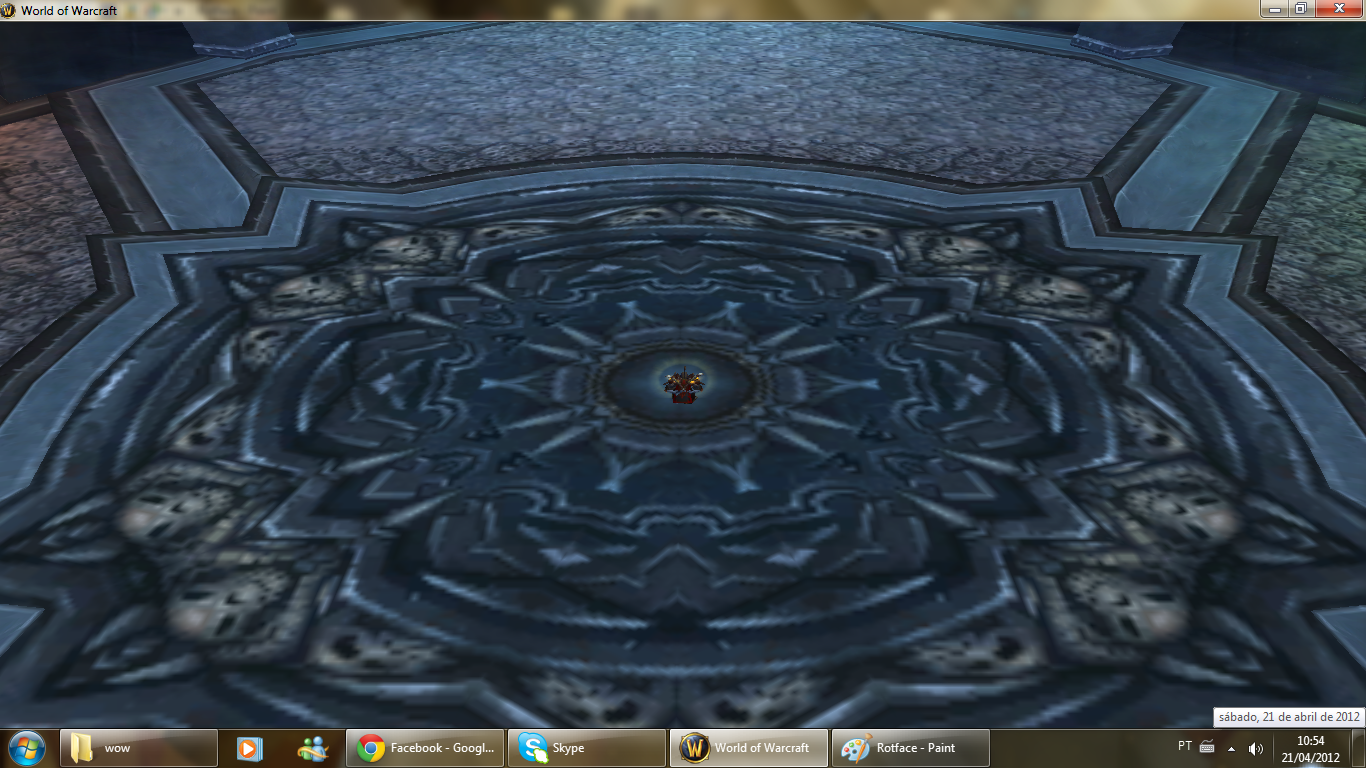 World of Warcraft
sábado, 21 de abril de 2012
wow
Facebook - Googl...
Skype
World of Warcraft
Rotface - Paint
PT
10:54
21/04/2012